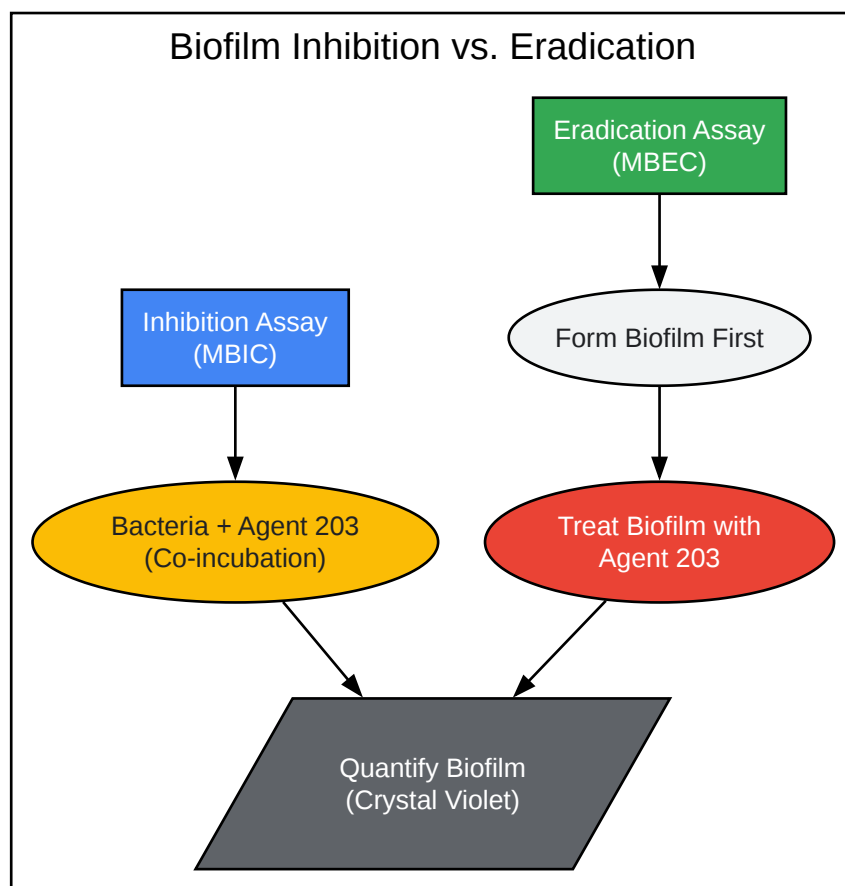 Biofilm Inhibition vs. Eradication
Eradication Assay
(MBEC)
Inhibition Assay
(MBIC)
Form Biofilm First
Bacteria + Agent 203
(Co-incubation)
Treat Biofilm with
Agent 203
Quantify Biofilm
(Crystal Violet)